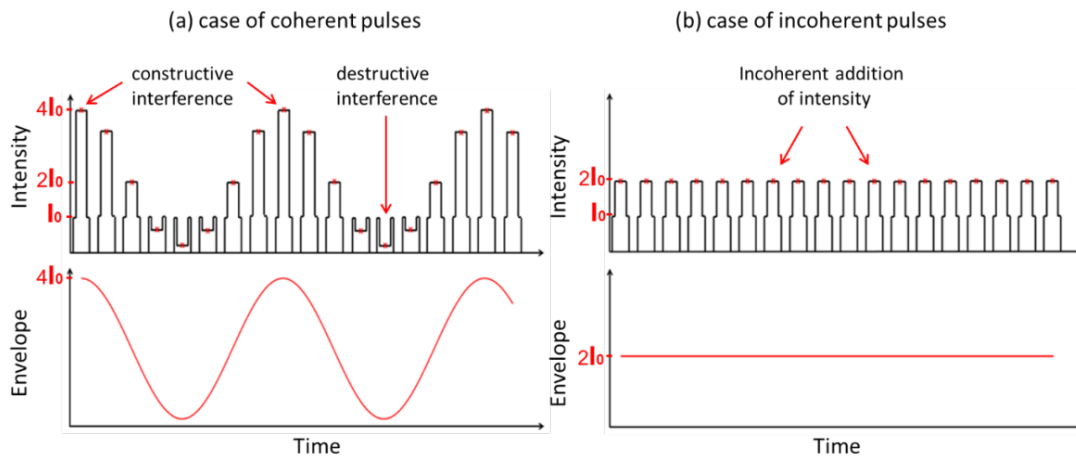 (a) case of coherent pulses
(b) case of incoherent pulses
constructive
interference
destructive
interference
Incoherent addition
of intensity
4I₀
2I₀
I₀
Intensity
2I₀
I₀
Intensity
4I₀
Envelope
2I₀
Envelope
Time
Time